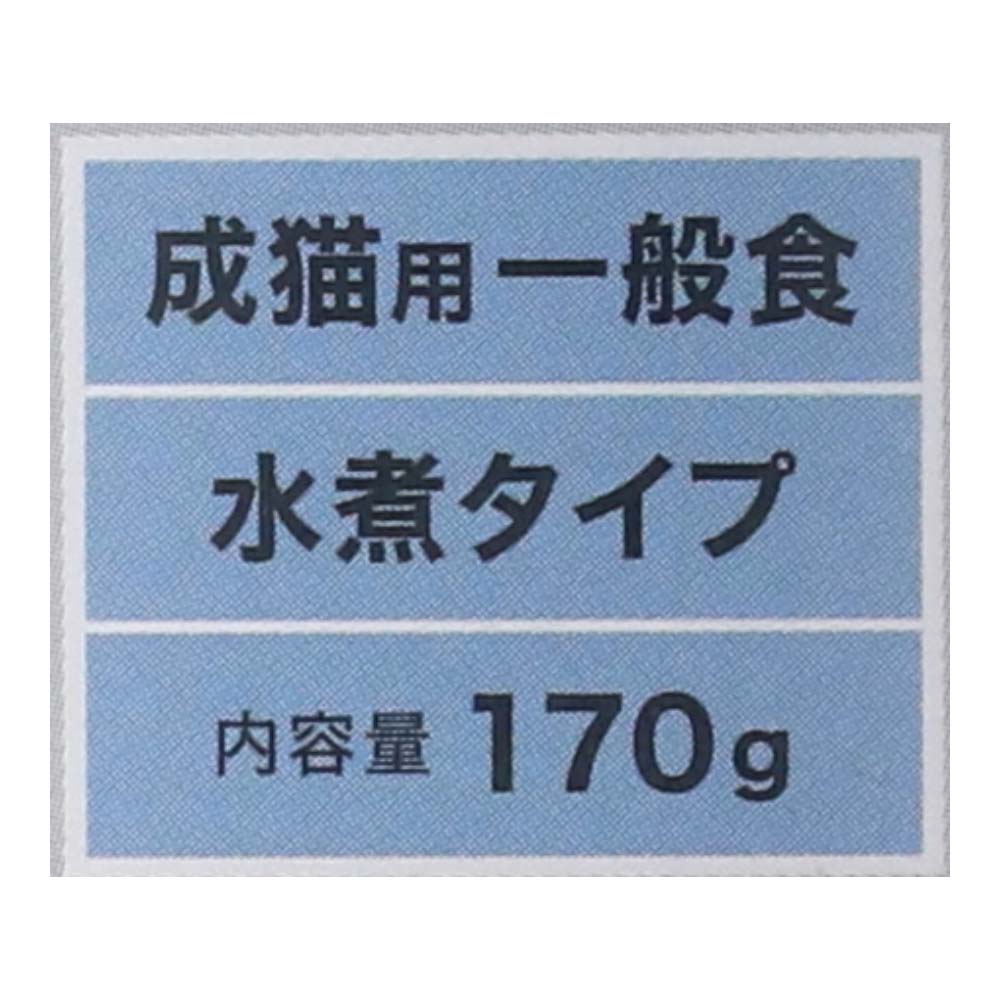 成猫用一般食
水煮タイプ
内容量 170g